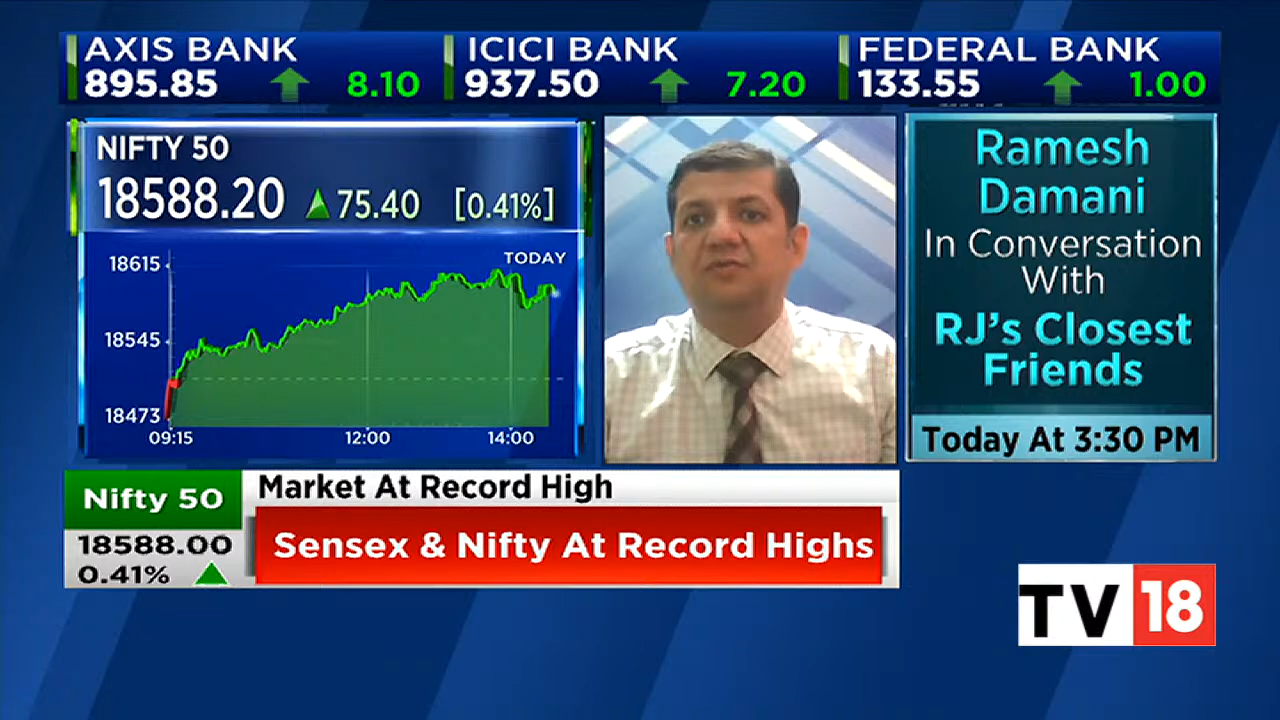 AXIS BANK
895.85 8.10
ICICI BANK
937.50 7.20
FEDERAL BANK
133.55 1.00
NIFTY 50
18588.20 75.40 [0.41%]
TODAY
18615
18545
18473
09:15 12:00 14:00
Ramesh
Damani
In Conversation
With
RJ'S Closest
Friends
Today At 3:30 PM
Nifty 50
18588.00
0.41%
Market At Record High
Sensex & Nifty At Record Highs
TV18